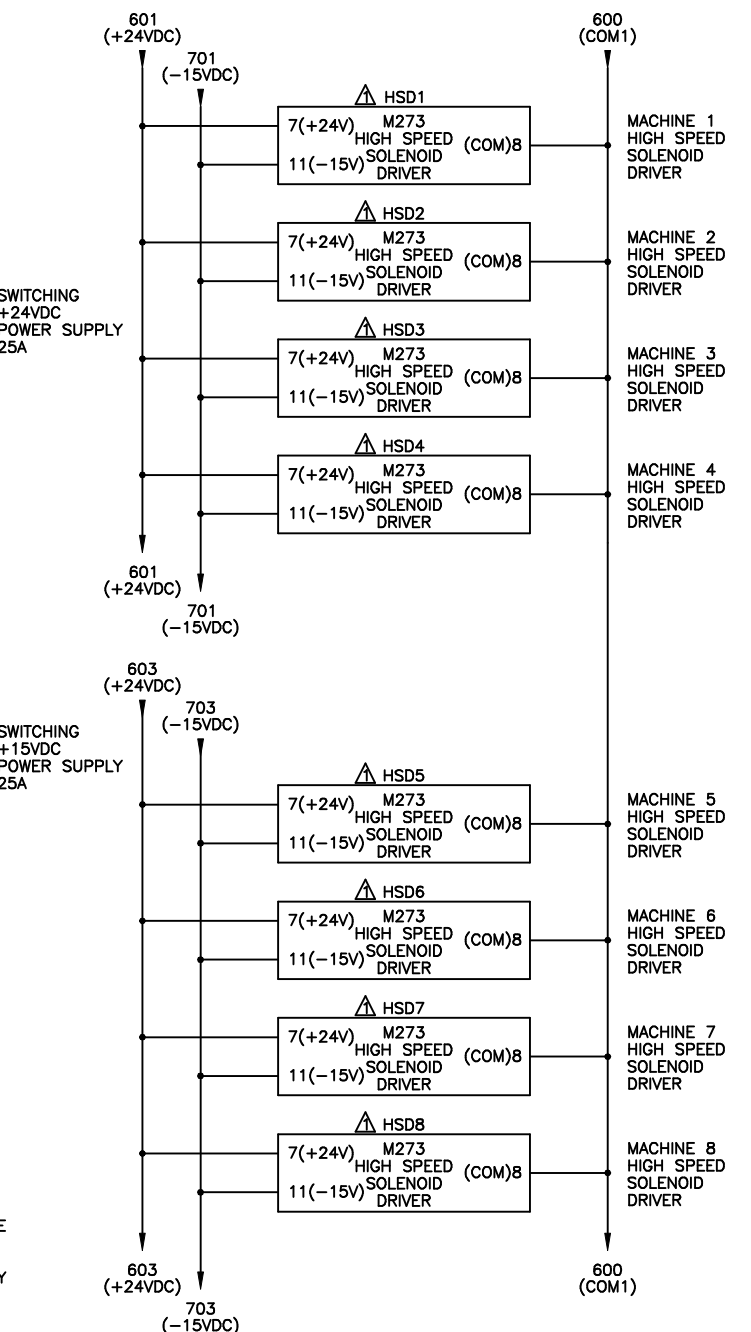 601
(+24VDC)
600
(COM1)
701
(−15VDC)
1 HSD1
7(+24V) M273
HIGH SPEED
(COM)8
11(−15V) SOLENOID
DRIVER
MACHINE 1
HIGH SPEED
SOLENOID
DRIVER
1 HSD2
7(+24V) M273
HIGH SPEED
(COM)8
11(−15V) SOLENOID
DRIVER
MACHINE 2
HIGH SPEED
SOLENOID
DRIVER
SWITCHING
+24VDC
POWER SUPPLY
25A
1 HSD3
7(+24V) M273
HIGH SPEED
(COM)8
11(−15V) SOLENOID
DRIVER
MACHINE 3
HIGH SPEED
SOLENOID
DRIVER
1 HSD4
7(+24V) M273
HIGH SPEED
(COM)8
11(−15V) SOLENOID
DRIVER
MACHINE 4
HIGH SPEED
SOLENOID
DRIVER
601
(+24VDC)
701
(−15VDC)
603
(+24VDC)
703
(−15VDC)
SWITCHING
+15VDC
POWER SUPPLY
25A
1 HSD5
7(+24V) M273
HIGH SPEED
(COM)8
11(−15V) SOLENOID
DRIVER
MACHINE 5
HIGH SPEED
SOLENOID
DRIVER
1 HSD6
7(+24V) M273
HIGH SPEED
(COM)8
11(−15V) SOLENOID
DRIVER
MACHINE 6
HIGH SPEED
SOLENOID
DRIVER
1 HSD7
7(+24V) M273
HIGH SPEED
(COM)8
11(−15V) SOLENOID
DRIVER
MACHINE 7
HIGH SPEED
SOLENOID
DRIVER
1 HSD8
7(+24V) M273
HIGH SPEED
(COM)8
11(−15V) SOLENOID
DRIVER
MACHINE 8
HIGH SPEED
SOLENOID
DRIVER
E
Y
603
(+24VDC)
600
(COM1)
703
(−15VDC)